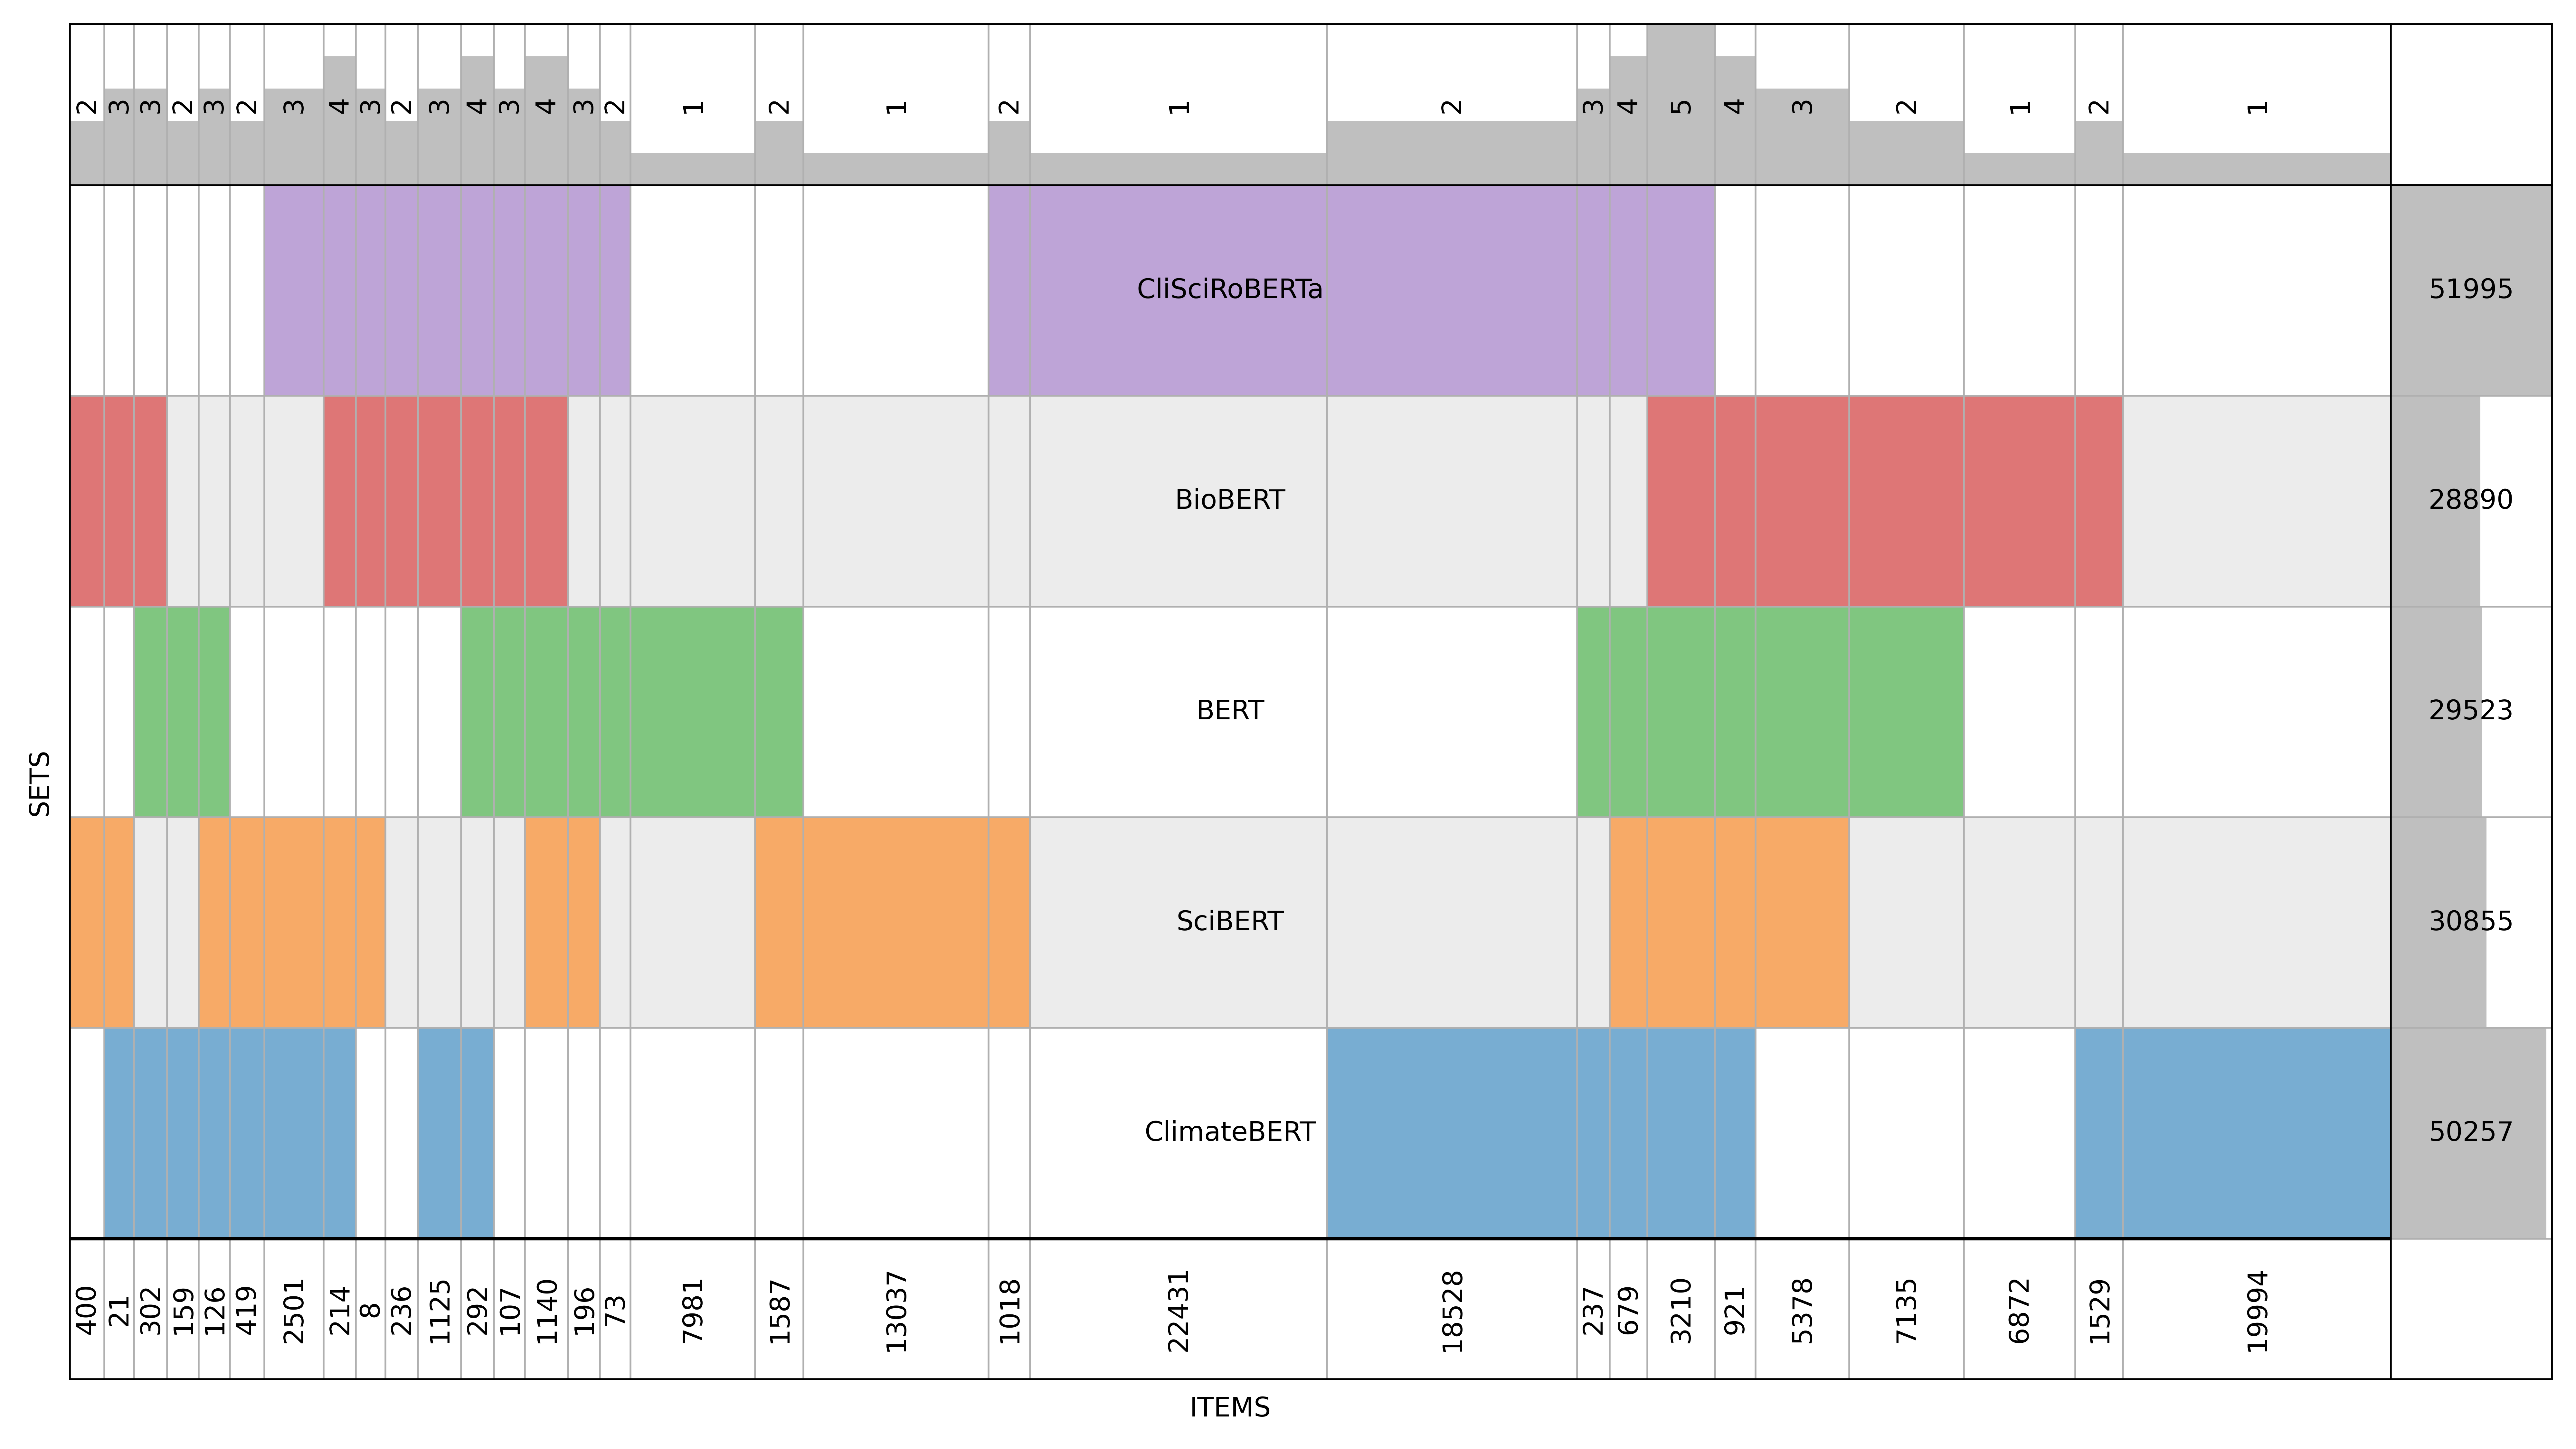 2 3 3 2 3 2 3 4 3 2 3 4 3 4 3 2 1 2 1 2 1 2 3 4 5 4 3 2 1 2 1
CliSciRoBERTa 51995
BioBERT 28890
BERT 29523
SciBERT 30855
ClimateBERT 50257
SETS
400 21 302 159 126 419 2501 214 8 236 1125 292 107 1140 196 73 7981 1587 13037 1018 22431 18528 237 679 3210 921 5378 7135 6872 1529 19994
ITEMS